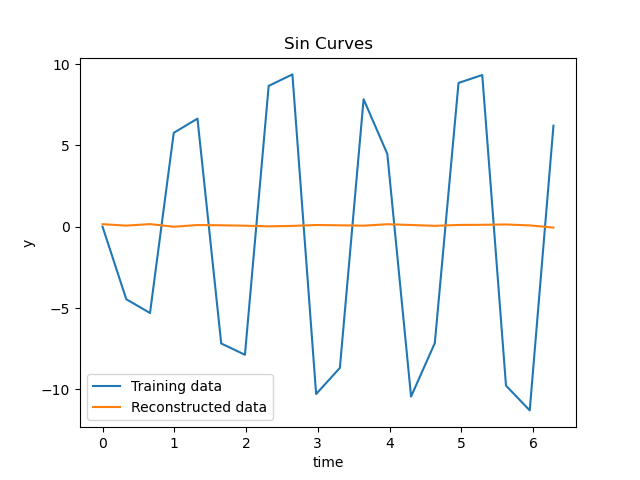 Sin Curves
10
5
0
−5
−10
y
Training data
Reconstructed data
0 1 2 3 4 5 6
time